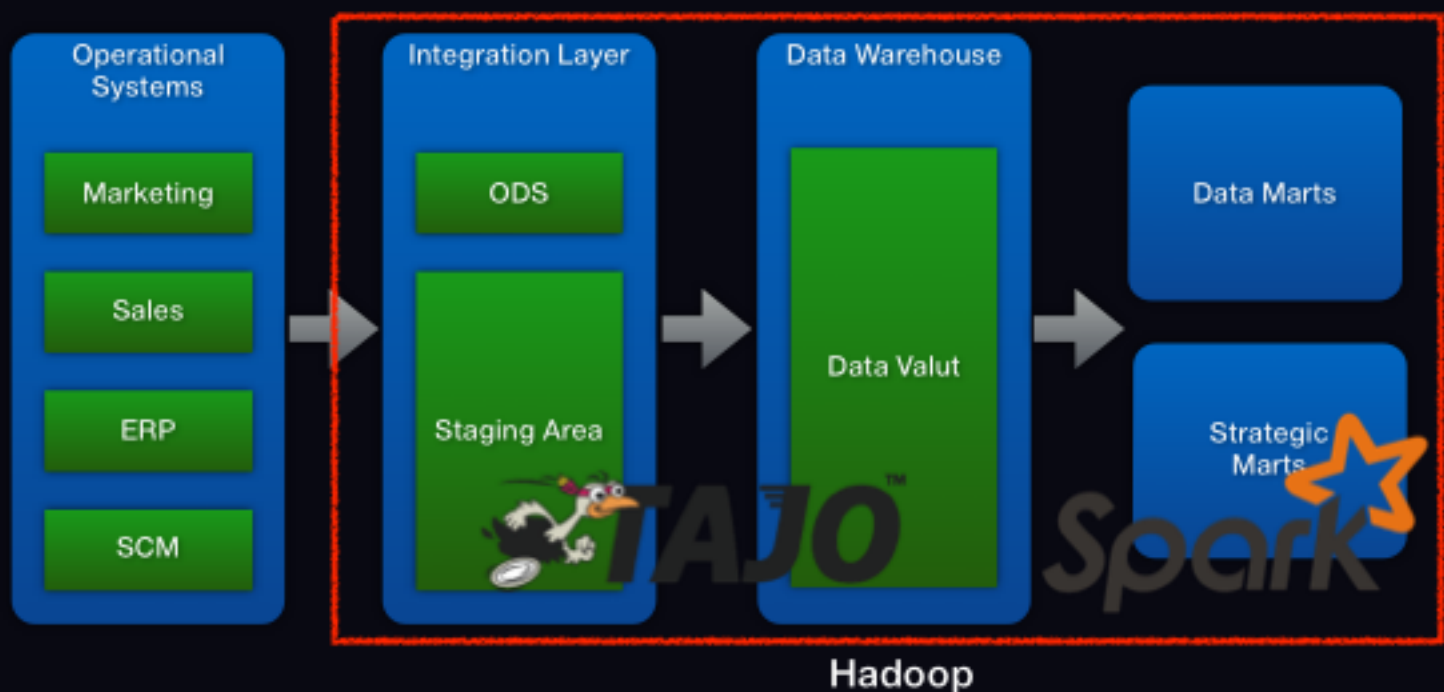 Operational
Systems
Marketing
Sales
ERP
SCM
Integration Layer
ODS
Staging Area
Data Warehouse
Data Valut
Data Marts
Strategic
Marts
TAJO™
Spark
Hadoop